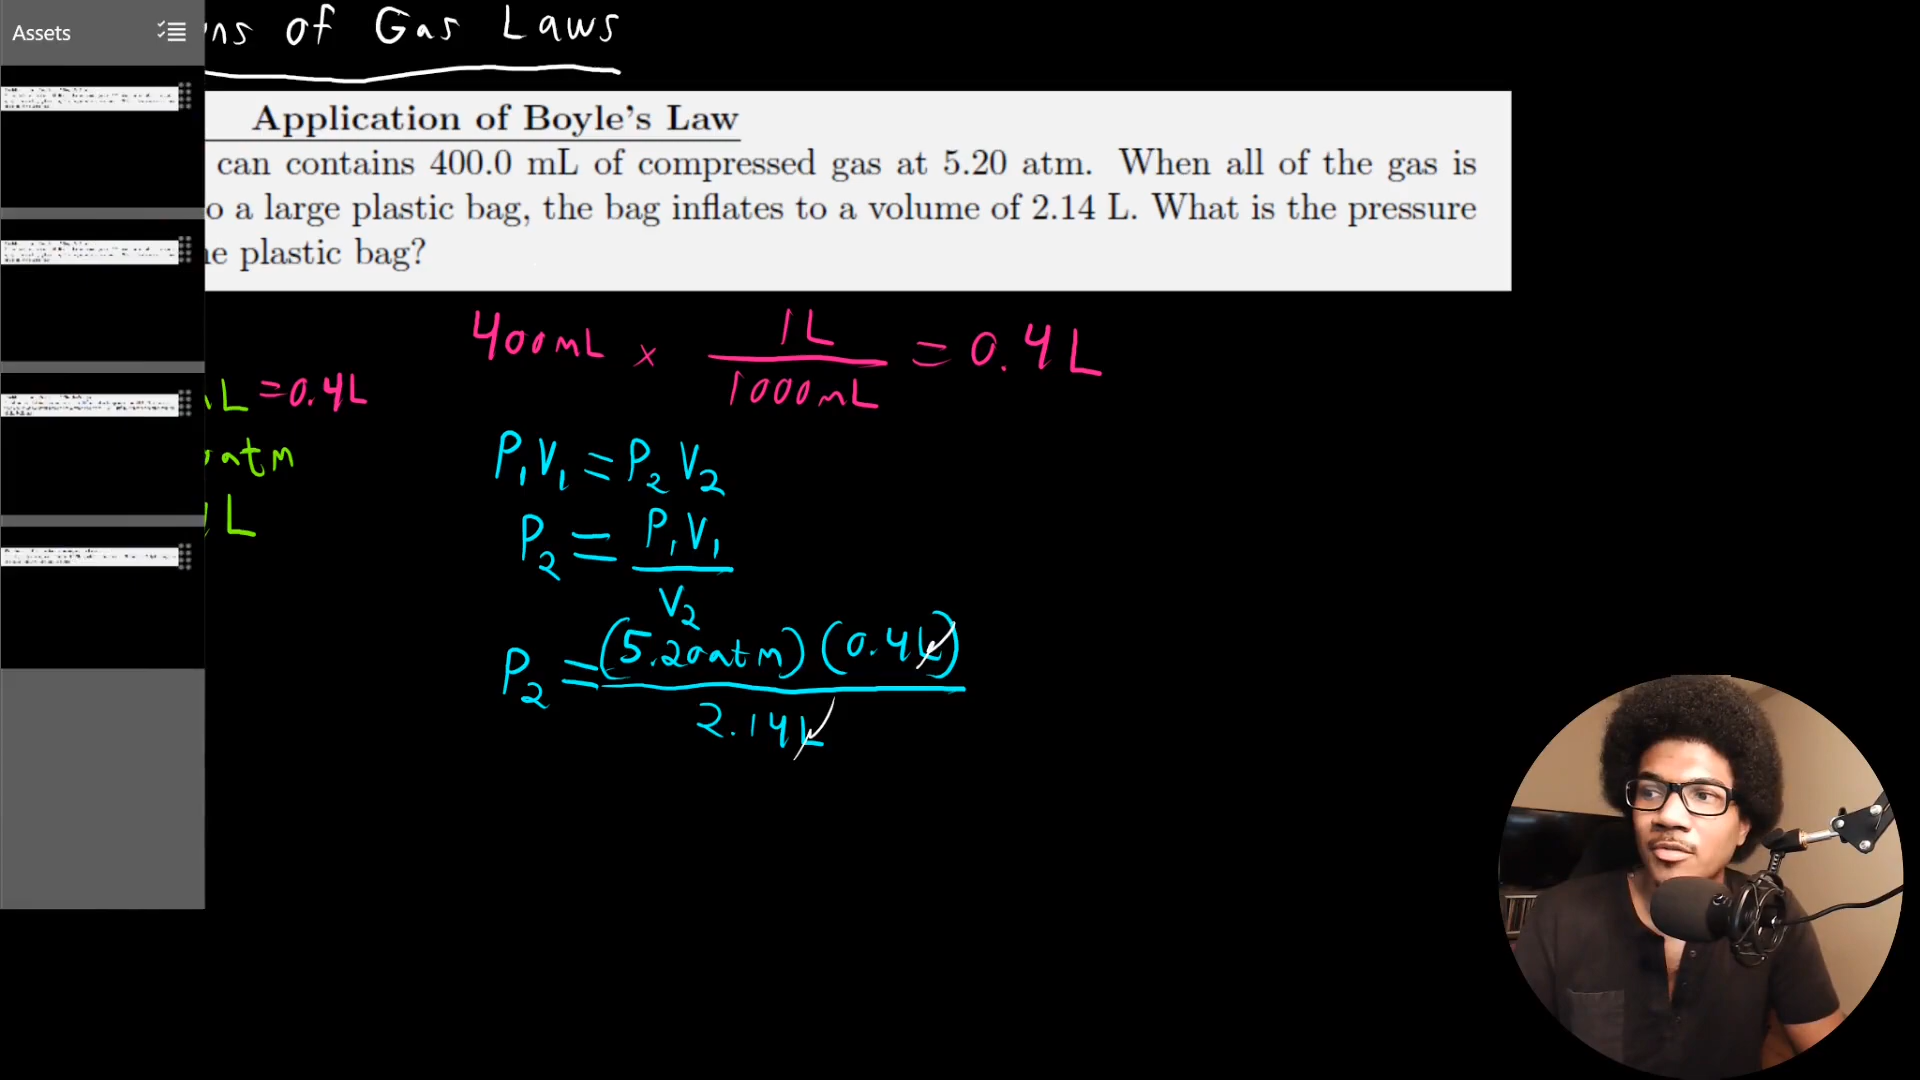 Assets
ns of Gas Laws
Application of Boyle's Law
can contains 400.0 mL of compressed gas at 5.20 atm. When all of the gas is
o a large plastic bag, the bag inflates to a volume of 2.14 L. What is the pressure
e plastic bag?
400mL × 1L/1000mL = 0.4L
L =0.4L
atm
L
P₁V₁ = P₂V₂
P₂ = P₁V₁/V₂
P₂ = (5.20atm)(0.4L)/2.14L